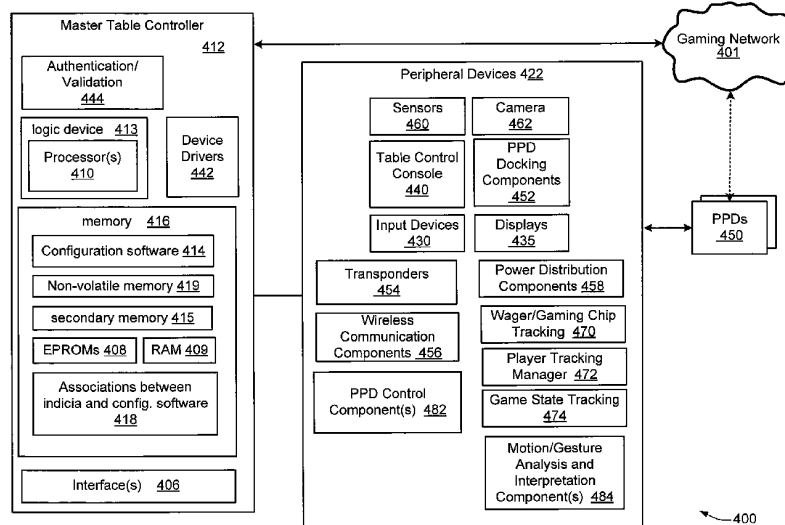 Master Table Controller
412
Authentication/
Validation
444
logic device 413
Processor(s)
410
Device
Drivers
442
memory 416
Configuration software 414
Non-volatile memory 419
secondary memory 415
EPROMs 408
RAM 409
Associations between
indicia and config. software
418
Interface(s) 406
Peripheral Devices 422
Sensors
460
Camera
462
Table Control
Console
440
PPD
Docking
Components
452
Input Devices
430
Displays
435
Transponders
454
Power Distribution
Components 458
Wireless
Communication
Components 456
Wager/Gaming Chip
Tracking 470
Player Tracking
Manager 472
PPD Control
Component(s) 482
Game State Tracking
474
Motion/Gesture
Analysis and
Interpretation
Component(s) 484
Gaming Network
401
PPDs
450
400